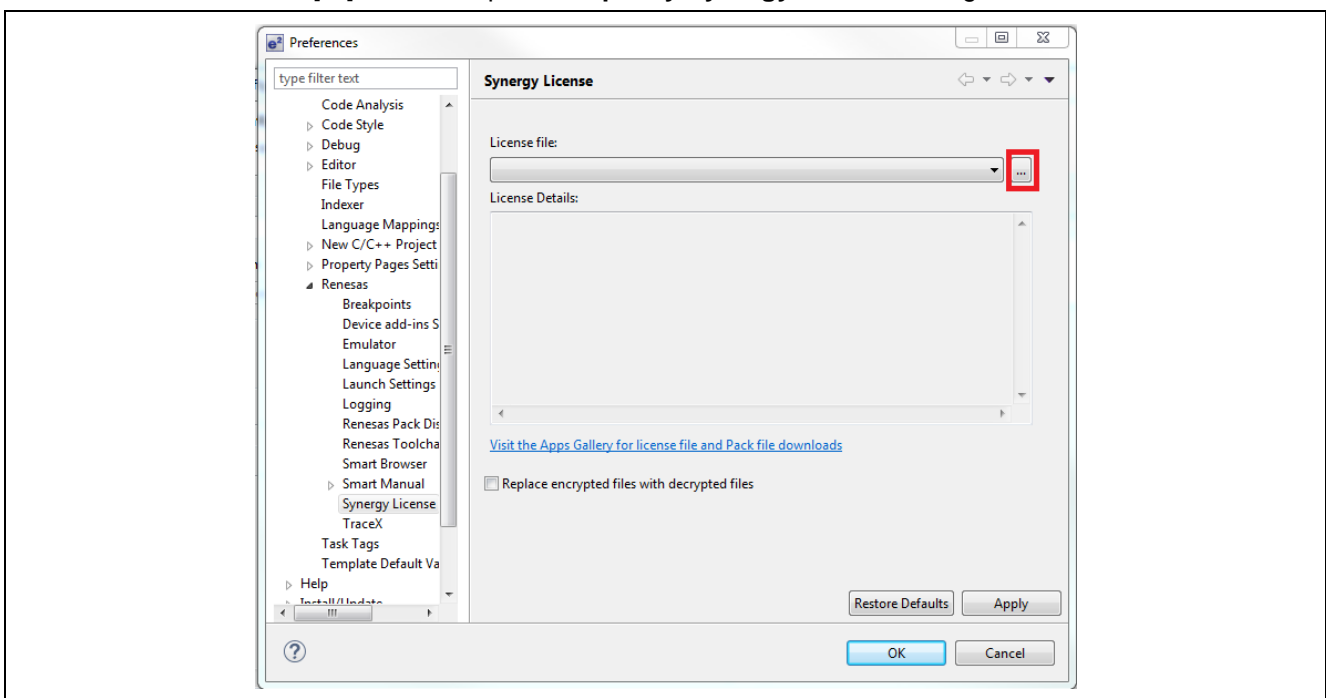 e² Preferences
type filter text
Synergy License
Code Analysis
Code Style
Debug
Editor
File Types
Indexer
Language Mappings
New C/C++ Project
Property Pages Setti
Renesas
Breakpoints
Device add-ins S
Emulator
Language Setting
Launch Settings
Logging
Renesas Pack Dis
Renesas Toolcha
Smart Browser
Smart Manual
Synergy License
TraceX
Task Tags
Template Default Va
Help
Install/Update
License file:
...
License Details:
Visit the Apps Gallery for license file and Pack file downloads
Replace encrypted files with decrypted files
Restore Defaults
Apply
?
OK
Cancel